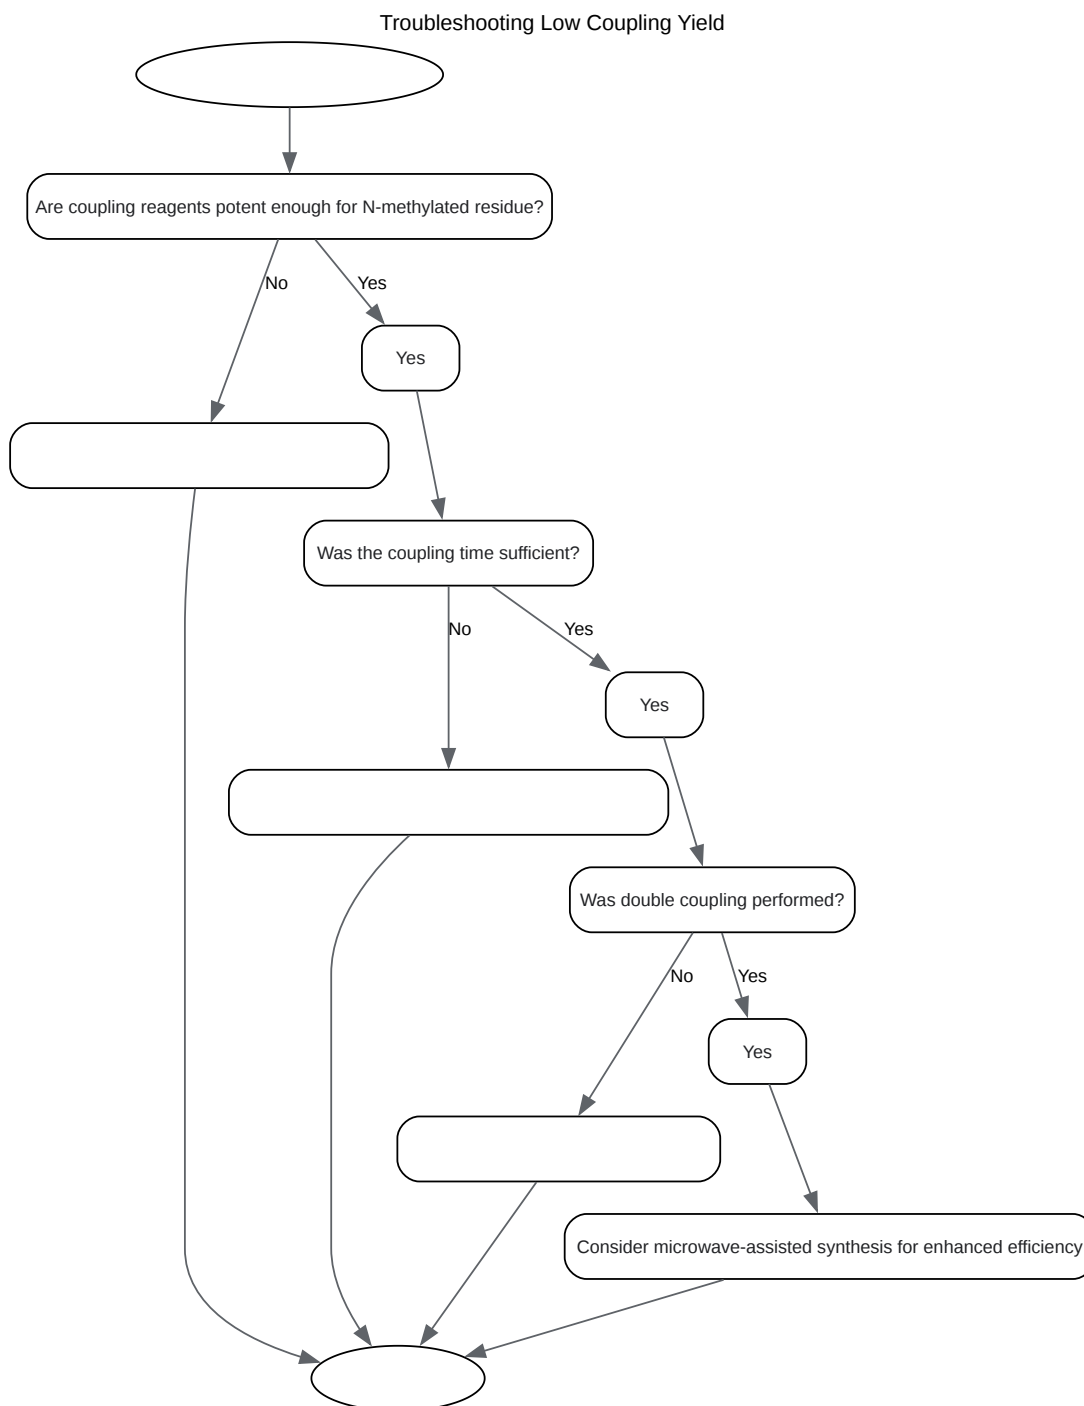 Troubleshooting Low Coupling Yield
Are coupling reagents potent enough for N-methylated residue?
No
Yes
Yes
Was the coupling time sufficient?
No
Yes
Yes
Was double coupling performed?
No
Yes
Yes
Consider microwave-assisted synthesis for enhanced efficiency